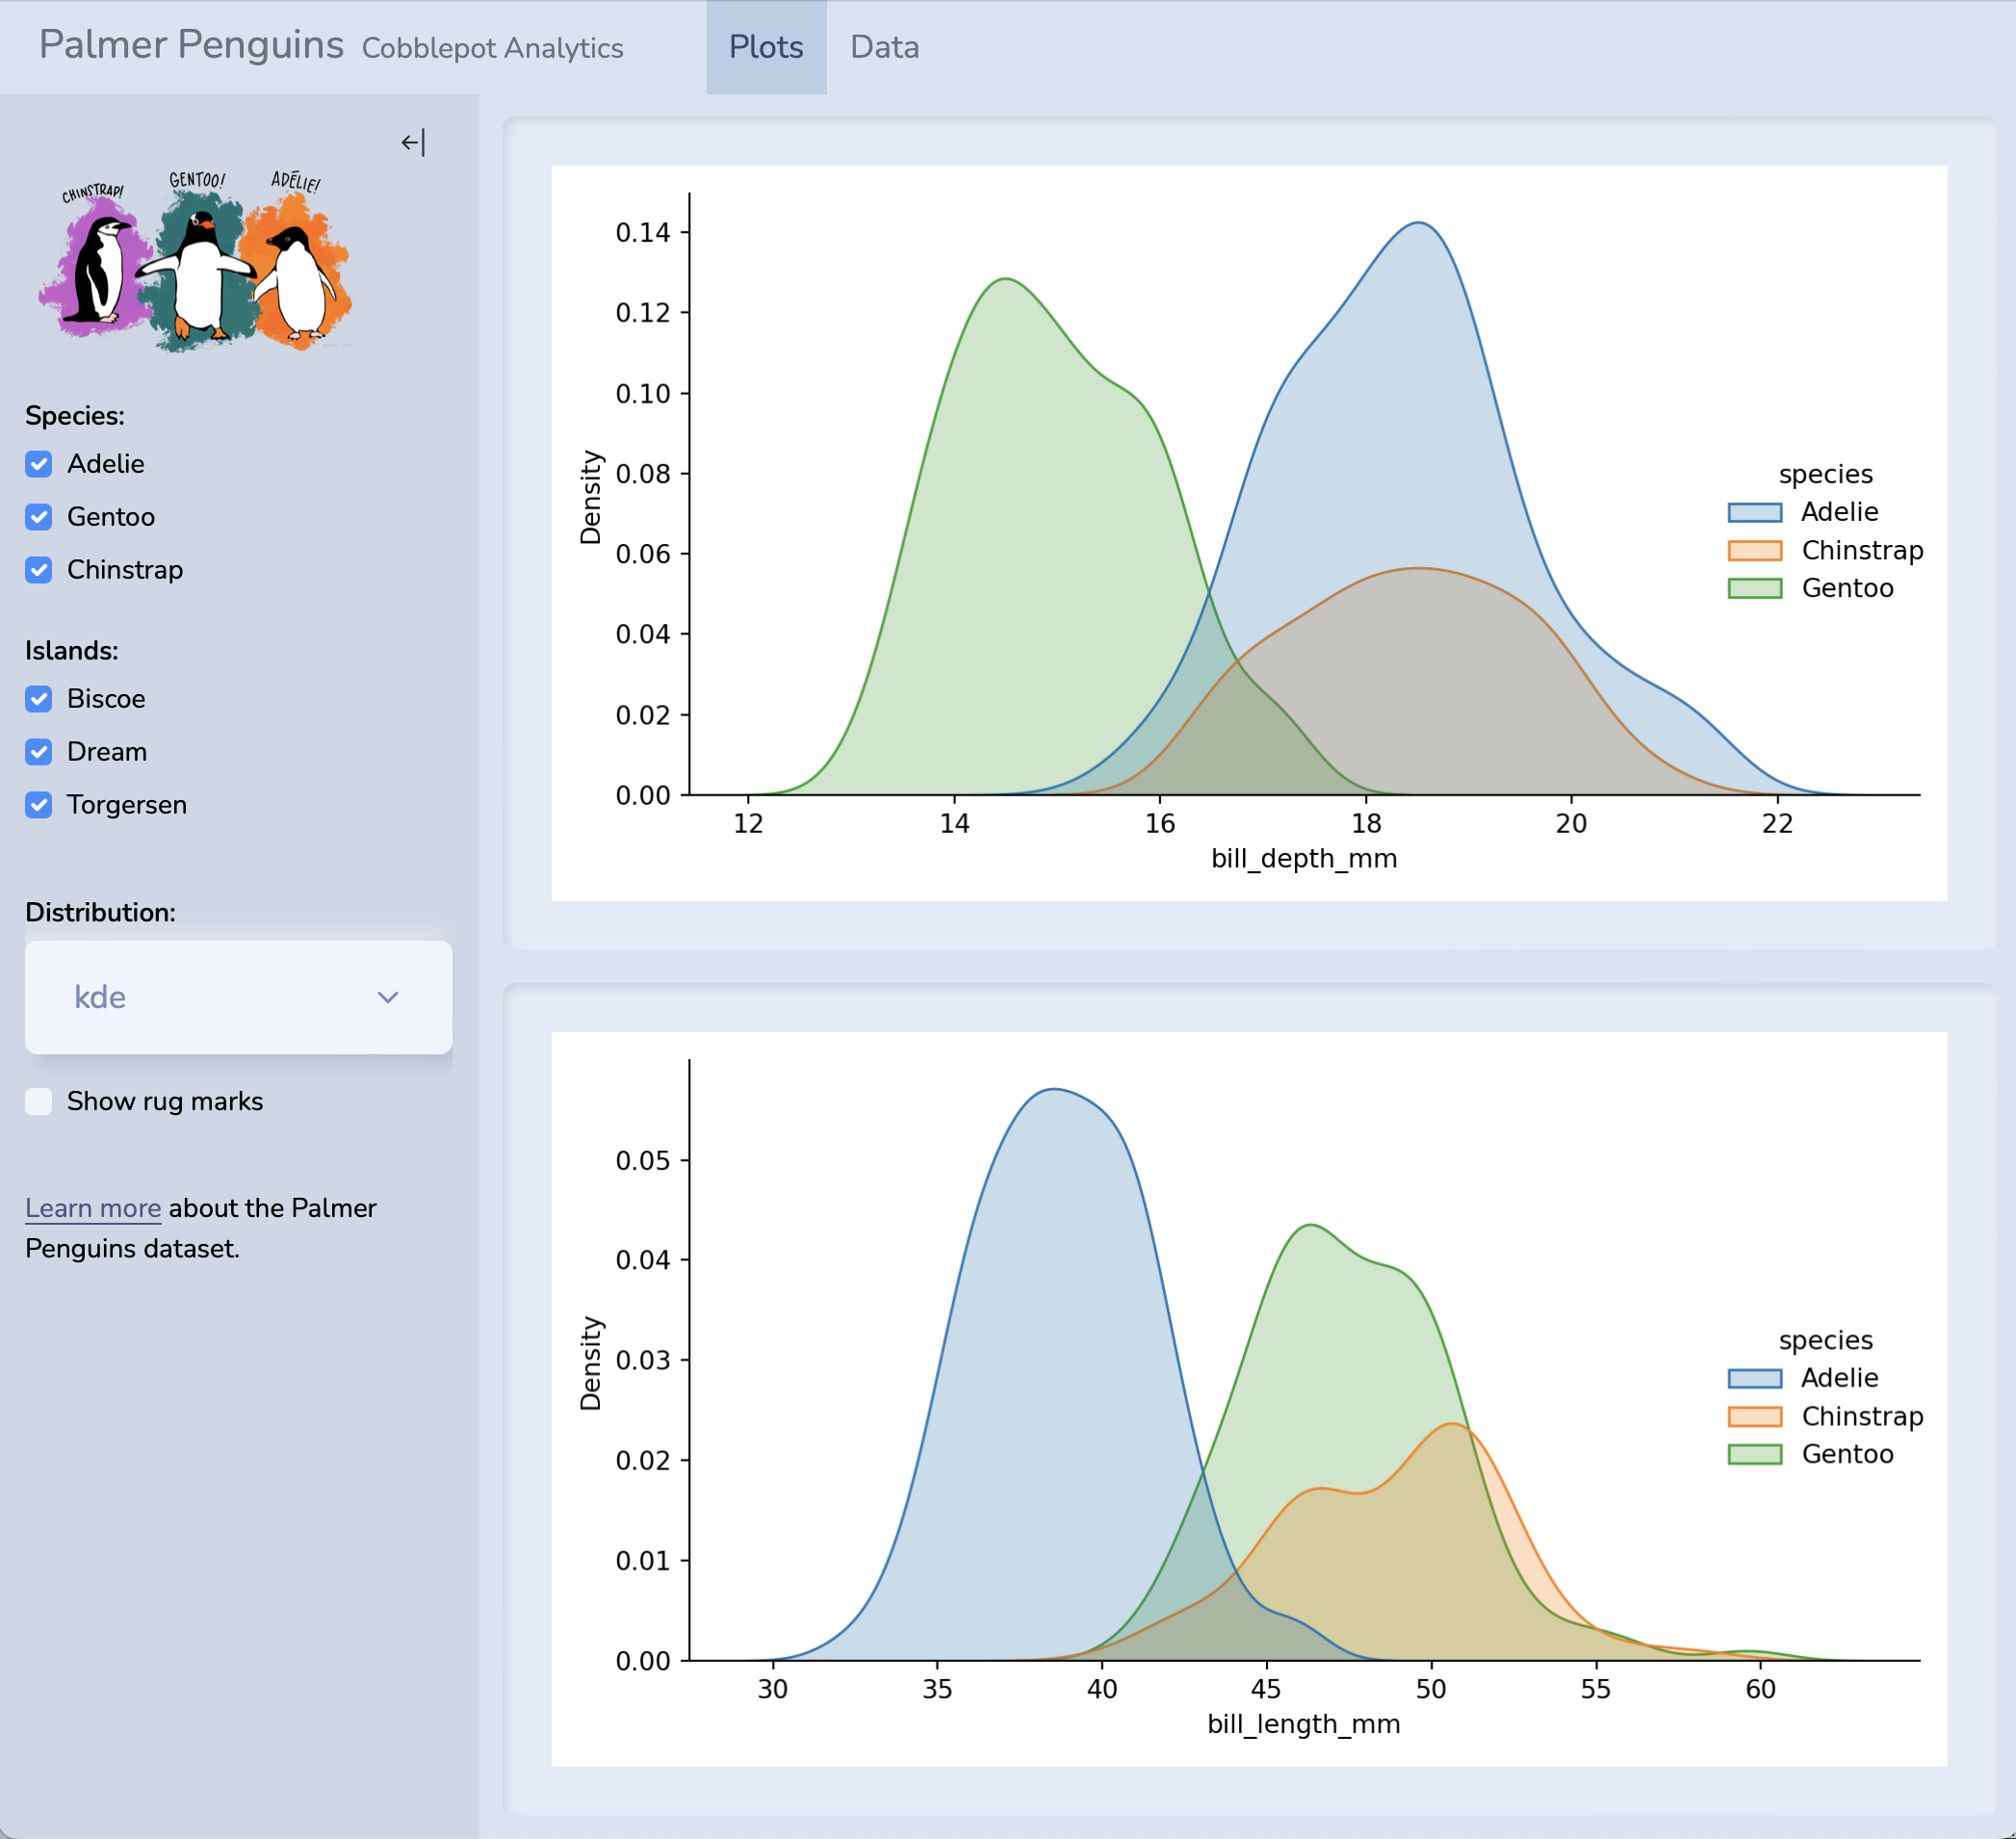 Palmer Penguins Cobblepot Analytics Plots Data
CHINSTRAP!
GENTOO!
ADĒLIE!
Species:
Adelie
Gentoo
Chinstrap
Islands:
Biscoe
Dream
Torgersen
Distribution:
kde
Show rug marks
Learn more about the Palmer
Penguins dataset.
0.14
0.12
0.10
0.08
0.06
0.04
0.02
0.00
Density
12 14 16 18 20 22
bill_depth_mm
species
Adelie
Chinstrap
Gentoo
0.05
0.04
0.03
0.02
0.01
0.00
Density
30 35 40 45 50 55 60
bill_length_mm
species
Adelie
Chinstrap
Gentoo